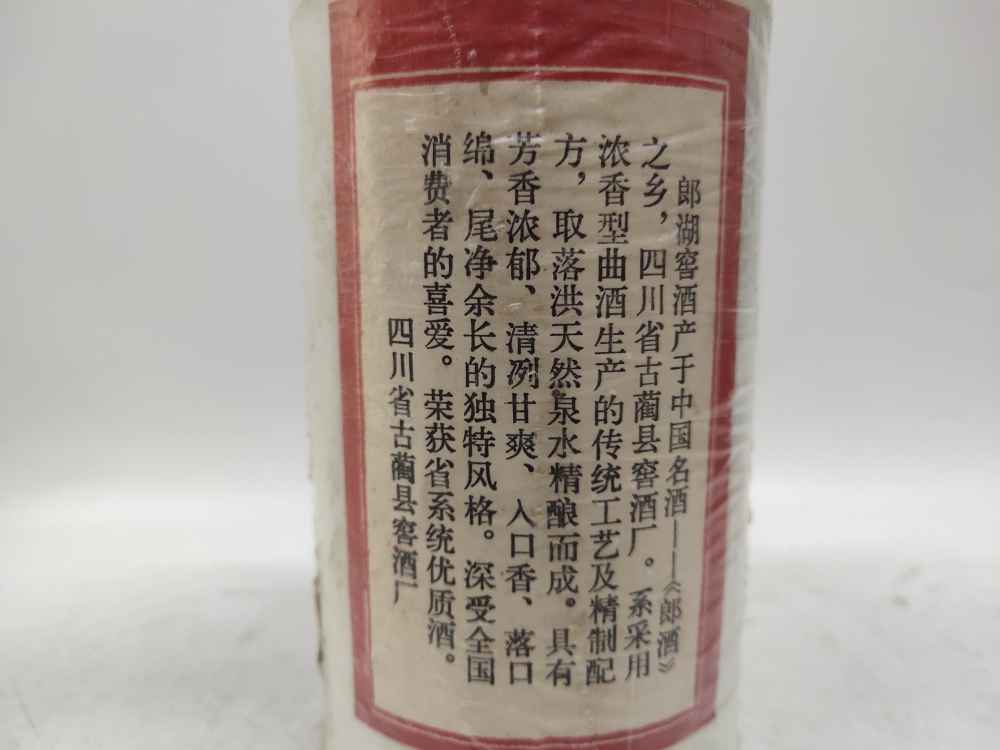 郎湖窖酒产于中国名酒——《郎酒》
之乡，四川省古蔺县窖酒厂。系采用
浓香型曲酒生产的传统工艺及精制配
方，取落洪天然泉水精酿而成。具有
芳香浓郁、清冽甘爽、入口香、落口
绵、尾净余长的独特风格。深受全国
消费者的喜爱。荣获省系统优质酒。
四川省古蔺县窖酒厂